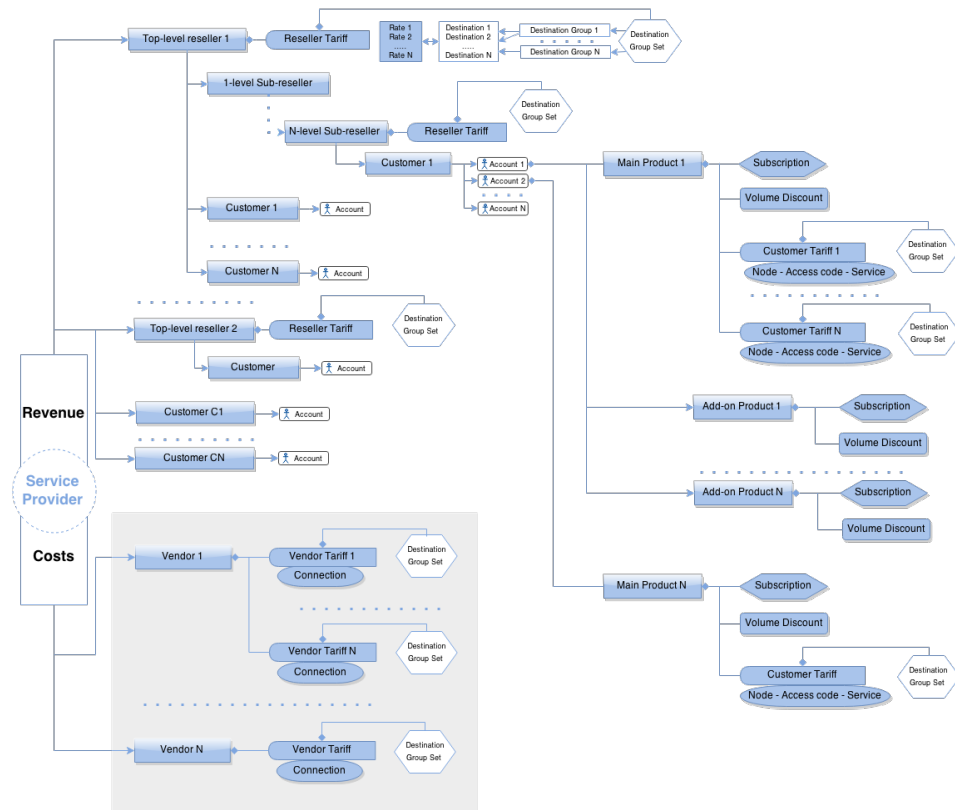 Top-level reseller 1
Reseller Tariff
Rate 1
Rate 2
.....
Rate N
Destination 1
Destination 2
.....
Destination N
Destination Group 1
Destination Group N
Destination
Group Set
1-level Sub-reseller
N-level Sub-reseller
Reseller Tariff
Destination
Group Set
Customer 1
Account 1
Account 2
Account N
Main Product 1
Subscription
Volume Discount
Customer 1
Account
Customer Tariff 1
Node - Access code - Service
Destination
Group Set
Customer N
Account
Top-level reseller 2
Reseller Tariff
Destination
Group Set
Customer Tariff N
Node - Access code - Service
Destination
Group Set
Customer
Account
Revenue
Customer C1
Account
Add-on Product 1
Subscription
Volume Discount
Customer CN
Account
Service
Provider
Add-on Product N
Subscription
Volume Discount
Costs
Vendor 1
Vendor Tariff 1
Connection
Destination
Group Set
Main Product N
Subscription
Volume Discount
Vendor Tariff N
Connection
Destination
Group Set
Customer Tariff
Node - Access code - Service
Destination
Group Set
Vendor N
Vendor Tariff
Connection
Destination
Group Set